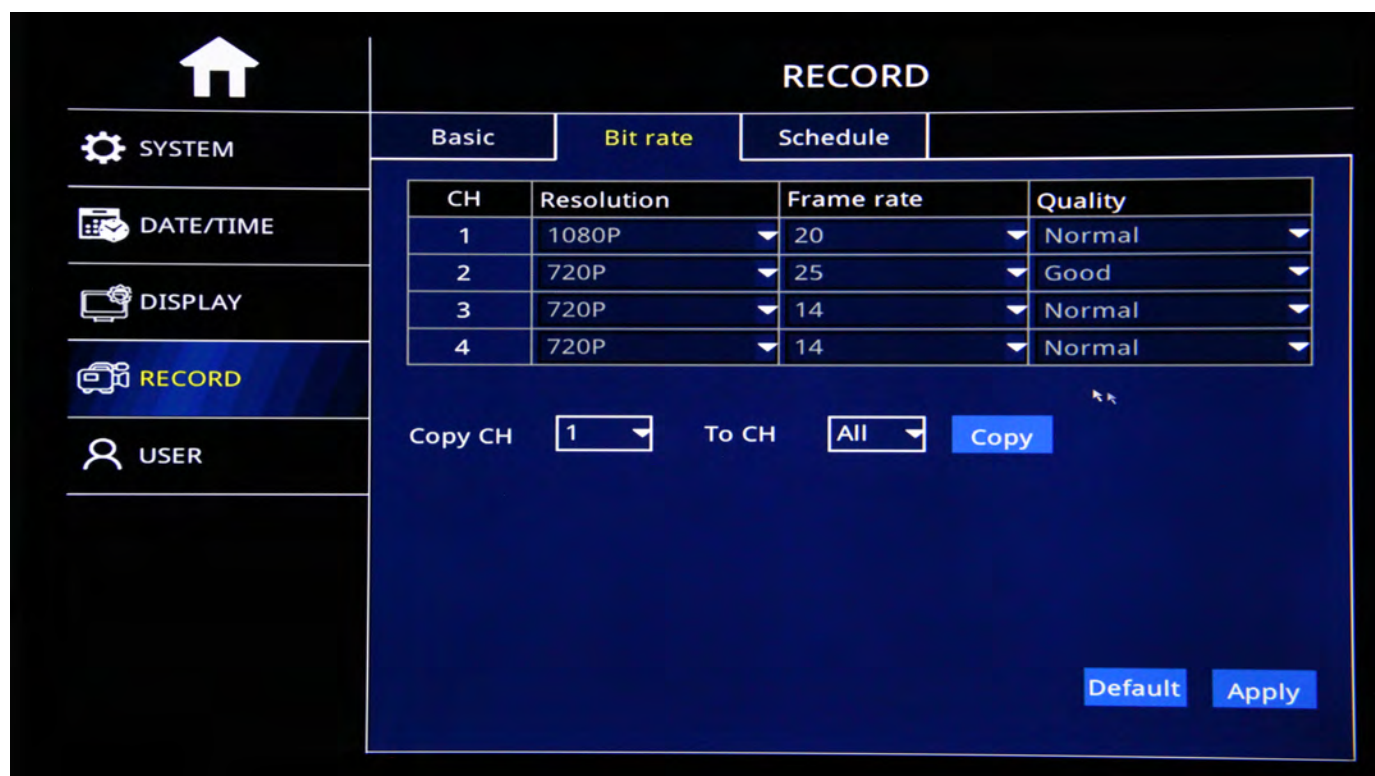 RECORD
SYSTEM
DATE/TIME
DISPLAY
RECORD
USER
Basic Bit rate Schedule
CH Resolution Frame rate Quality
1 1080P 20 Normal
2 720P 25 Good
3 720P 14 Normal
4 720P 14 Normal
Copy CH 1 To CH All Copy
Default Apply